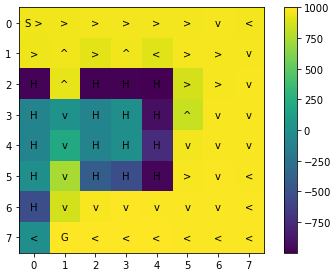 0 S > > > > > > v < 1000
1 > ^ > ^ < > > v 750
2 H ^ H H H > > v 500
3 H v H H H ^ v v 250
4 H v H H H v v v 0
5 H v H H H > v < −250
6 H v v v v v v < −500
7 < G < < < < < < −750
0 1 2 3 4 5 6 7